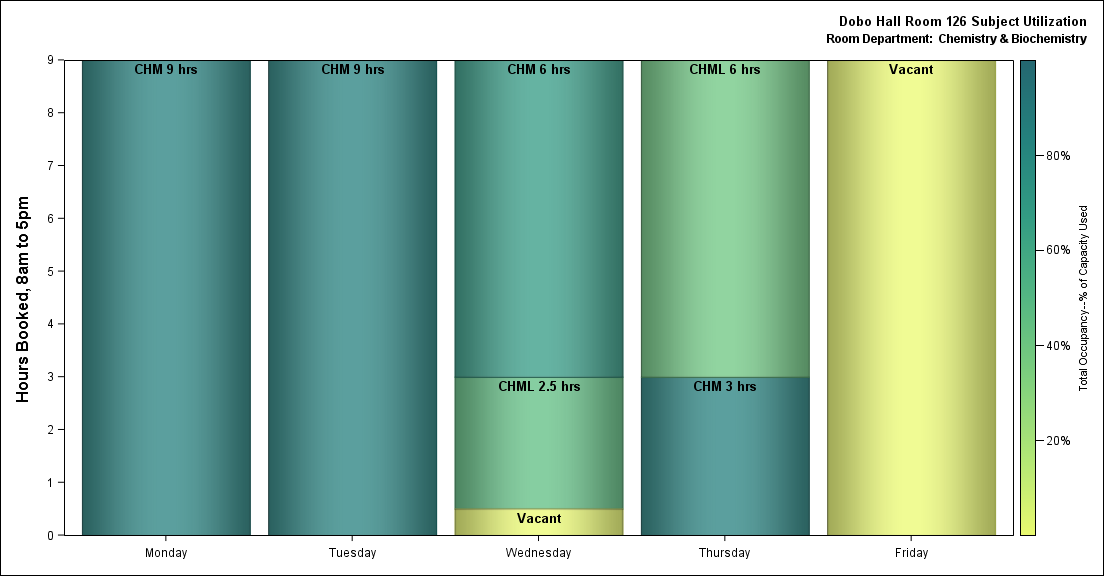 Dobo Hall Room 126 Subject Utilization
Room Department: Chemistry & Biochemistry
Hours Booked, 8am to 5pm
9
8
7
6
5
4
3
2
1
0
CHM 9 hrs
CHM 9 hrs
CHM 6 hrs
CHML 6 hrs
Vacant
CHML 2.5 hrs
CHM 3 hrs
Vacant
Monday
Tuesday
Wednesday
Thursday
Friday
80%
60%
40%
20%
Total Occupancy--% of Capacity Used